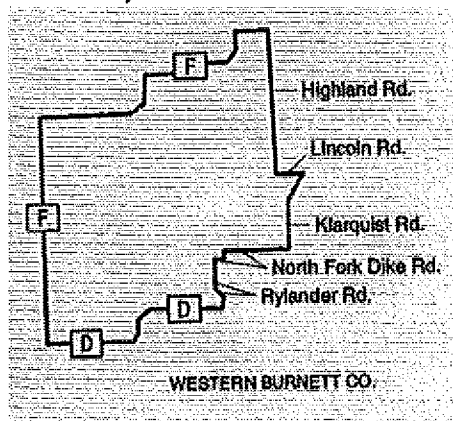 F
Highland Rd.
Lincoln Rd.
F
Klarquist Rd.
North Fork Dike Rd.
Rylander Rd.
D
D
WESTERN BURNETT CO.